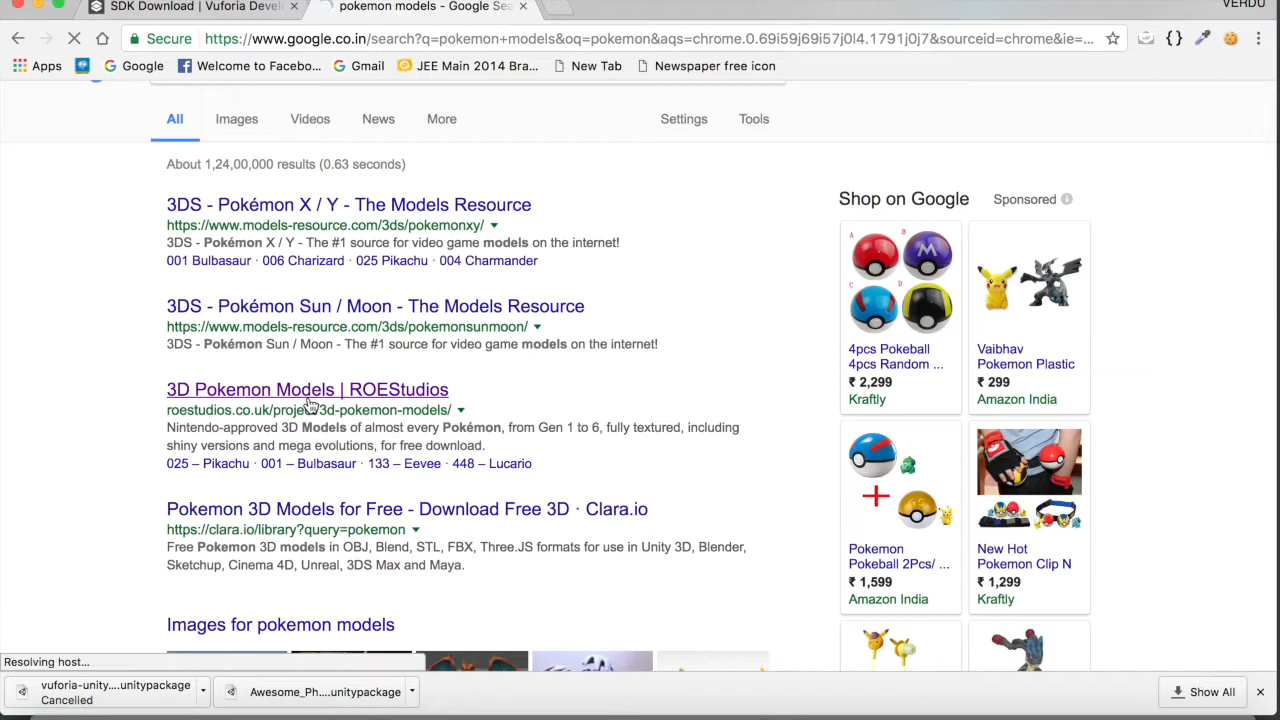 SDK Download | Vuforia Devel
pokemon models - Google Sea
VERDU
Secure
https://www.google.co.in/search?q=pokemon+models&oq=pokemon&aqs=chrome.0.69i59j69i57j0l4.1791j0j7&sourceid=chrome&ie=...
Apps
Google
Welcome to Facebo...
Gmail
JEE Main 2014 Bra...
New Tab
Newspaper free icon
All
Images
Videos
News
More
Settings
Tools
About 1,24,00,000 results (0.63 seconds)
3DS - Pokémon X / Y - The Models Resource
https://www.models-resource.com/3ds/pokemonxy/
3DS - Pokémon X / Y - The #1 source for video game models on the internet!
001 Bulbasaur · 006 Charizard · 025 Pikachu · 004 Charmander
3DS - Pokémon Sun / Moon - The Models Resource
https://www.models-resource.com/3ds/pokemonsunmoon/
3DS - Pokémon Sun / Moon - The #1 source for video game models on the internet!
3D Pokemon Models | ROEStudios
roestudios.co.uk/project/3d-pokemon-models/
Nintendo-approved 3D Models of almost every Pokémon, from Gen 1 to 6, fully textured, including
shiny versions and mega evolutions, for free download.
025 – Pikachu · 001 – Bulbasaur · 133 – Eevee · 448 – Lucario
Pokemon 3D Models for Free - Download Free 3D · Clara.io
https://clara.io/library?query=pokemon
Free Pokemon 3D models in OBJ, Blend, STL, FBX, Three.JS formats for use in Unity 3D, Blender,
Sketchup, Cinema 4D, Unreal, 3DS Max and Maya.
Images for pokemon models
Shop on Google
Sponsored
A
B
C
D
M
4pcs Pokeball
4pcs Random ...
₹ 2,299
Kraftly
Vaibhav
Pokemon Plastic
₹ 299
Amazon India
Pokemon
Pokeball 2Pcs/ ...
₹ 1,599
Amazon India
New Hot
Pokemon Clip N
₹ 1,299
Kraftly
Resolving host...
vuforia-unity....unitypackage
Cancelled
Awesome_Ph....unitypackage
Show All